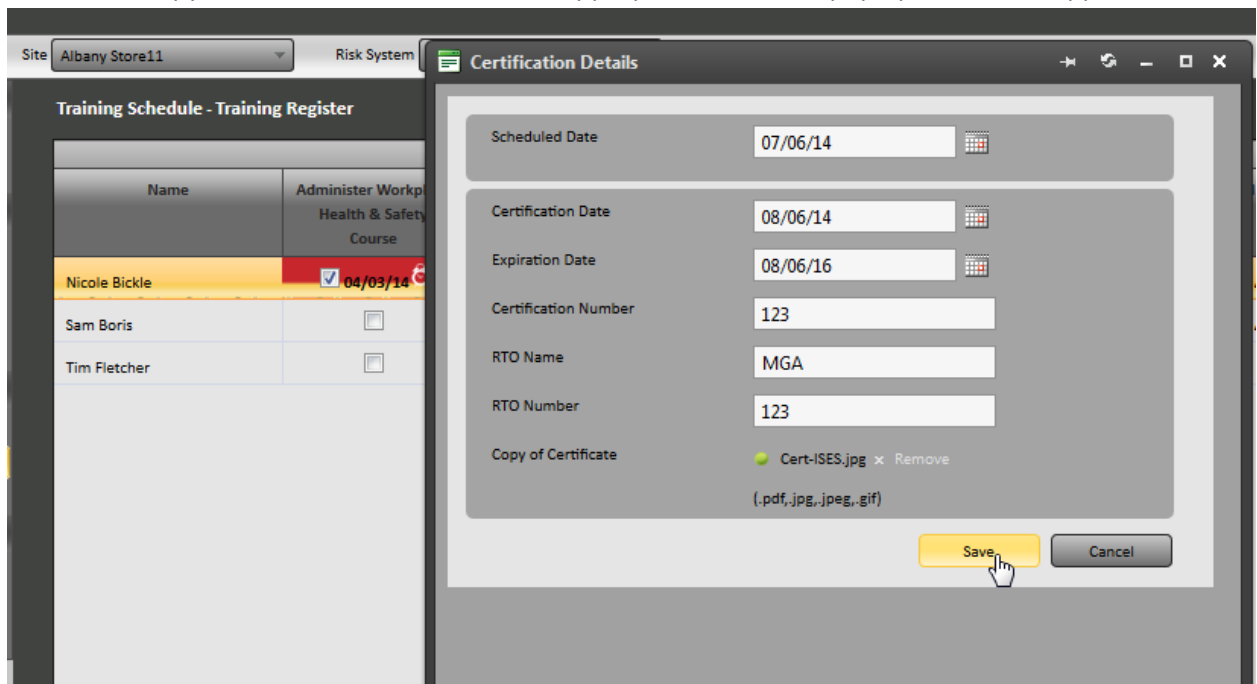 Site Albany Store11 Risk System
Certification Details
Training Schedule - Training Register
Scheduled Date 07/06/14
Name
Administer Workpl
Health & Safety
Course
Certification Date 08/06/14
Expiration Date 08/06/16
Nicole Bickle 04/03/14
Certification Number 123
Sam Boris
RTO Name MGA
Tim Fletcher
RTO Number 123
Copy of Certificate Cert-ISES.jpg x Remove
(.pdf,.jpg,.jpeg,.gif)
Save Cancel